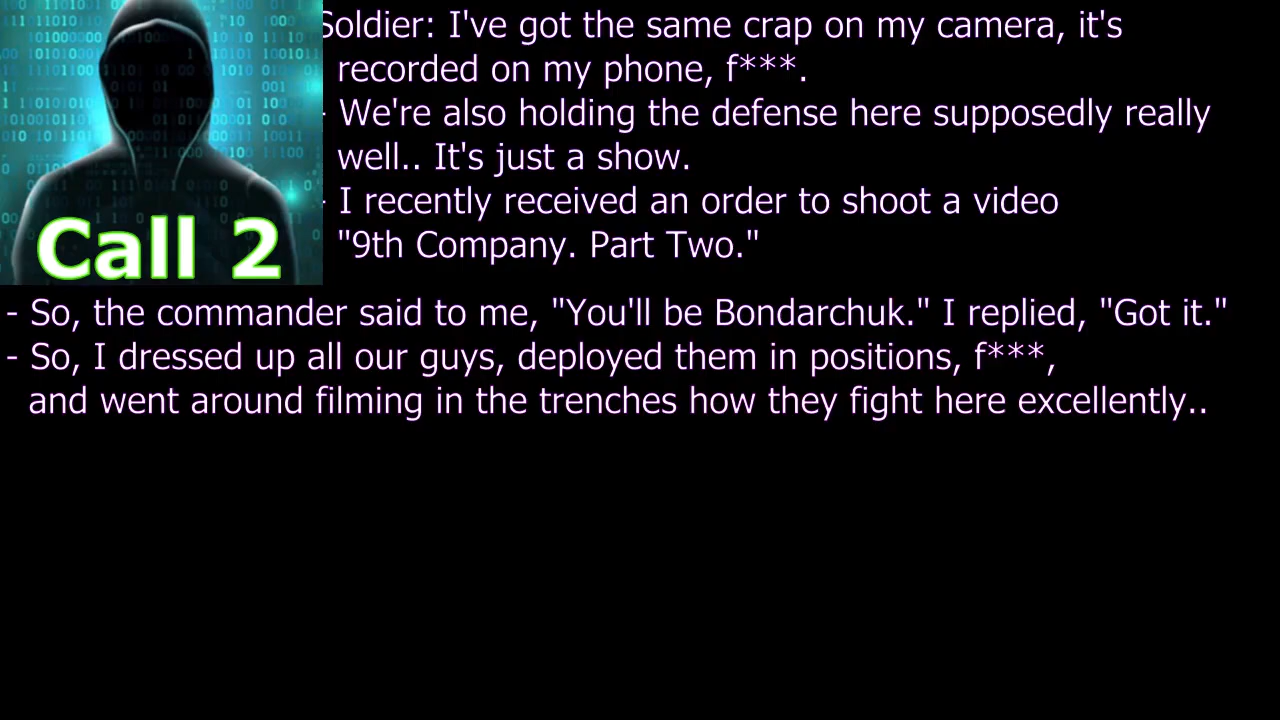 Soldier: I've got the same crap on my camera, it's
recorded on my phone, f***.
- We're also holding the defense here supposedly really
well.. It's just a show.
- I recently received an order to shoot a video
"9th Company. Part Two."
Call 2
- So, the commander said to me, "You'll be Bondarchuk." I replied, "Got it."
- So, I dressed up all our guys, deployed them in positions, f***,
and went around filming in the trenches how they fight here excellently..